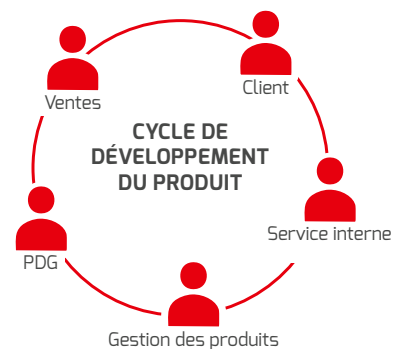 Client
Ventes
CYCLE DE
DÉVELOPPEMENT
DU PRODUIT
Service interne
PDG
Gestion des produits